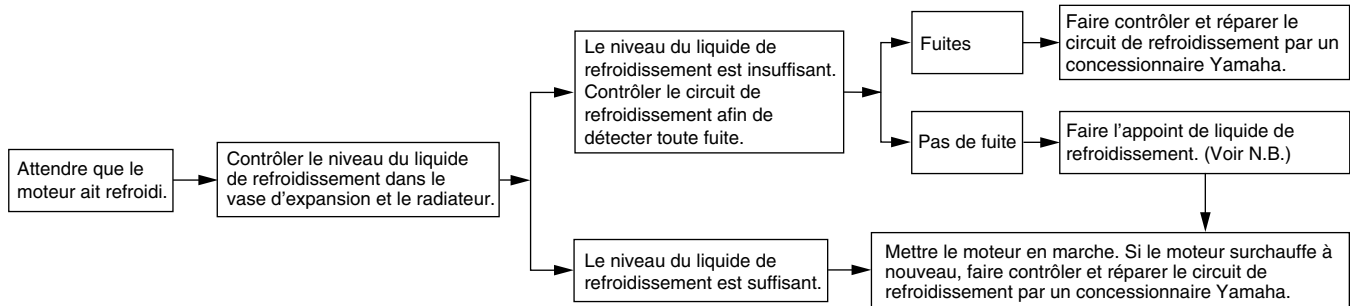 Attendre que le
moteur ait refroidi.
Contrôler le niveau du liquide
de refroidissement dans le
vase d'expansion et le radiateur.
Le niveau du liquide de
refroidissement est insuffisant.
Contrôler le circuit de
refroidissement afin de
détecter toute fuite.
Fuites
Faire contrôler et réparer le
circuit de refroidissement par un
concessionnaire Yamaha.
Pas de fuite
Faire l'appoint de liquide de
refroidissement. (Voir N.B.)
Le niveau du liquide de
refroidissement est suffisant.
Mettre le moteur en marche. Si le moteur surchauffe à
nouveau, faire contrôler et réparer le circuit de
refroidissement par un concessionnaire Yamaha.